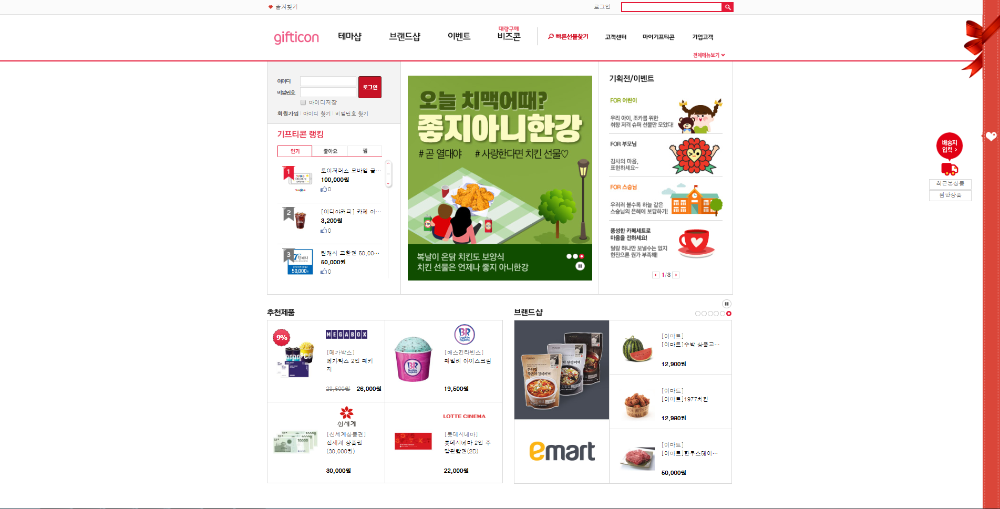 즐겨찾기
로그인
gifticon
테마샵
브랜드샵
이벤트
대량구매
비즈콘
빠른선물찾기
고객센터
마이기프티콘
기업고객
전체메뉴보기
아이디
비밀번호
로그인
아이디저장
회원가입 | 아이디 찾기 | 비밀번호 찾기
기프티콘 랭킹
인기
좋아요
찜
1
토이저러스 모바일 금…
100,000원
0
2
[이디야커피] 카페 아…
3,200원
0
3
틴캐시
50,000원
틴캐시 교환권 50,00…
50,000원
0
오늘 치맥어때?
좋지아니한강
# 곧 열대야 # 사랑한다면 치킨 선물♡
복날이 온닭 치킨도 보양식
치킨 선물은 언제나 좋지 아니한강
기획전/이벤트
FOR 어린이
우리 아이, 조카를 위한
취향 저격 슈퍼 선물만 모았다!
FOR 부모님
감사의 마음,
표현하세요~
FOR 스승님
우러러 볼수록 하늘 같은
스승님의 은혜에 보답하기!
풍성한 카페세트로
마음을 전하세요!
달랑 하나만 보낼수는 없지
한잔으론 뭔가 부족해!
1/3
배송지
입력 >
최근본상품
찜한상품
추천제품
9%
MEGABOX
[메가박스]
메가박스 2인 패키
지
28,500원 26,000원
BR
baskin
robbins
[배스킨라빈스]
패밀리 아이스크림
19,500원
신세계
10000
[신세계상품권]
신세계 상품권
(30,000원)
30,000원
LOTTE CINEMA
[롯데시네마]
롯데시네마 2인 주
말관람권(2D)
22,000원
브랜드샵
emart
[이마트]
[이마트]수박 상품교…
12,900원
[이마트]
[이마트]1977치킨
12,980원
[이마트]
[이마트]한우스테이…
50,000원